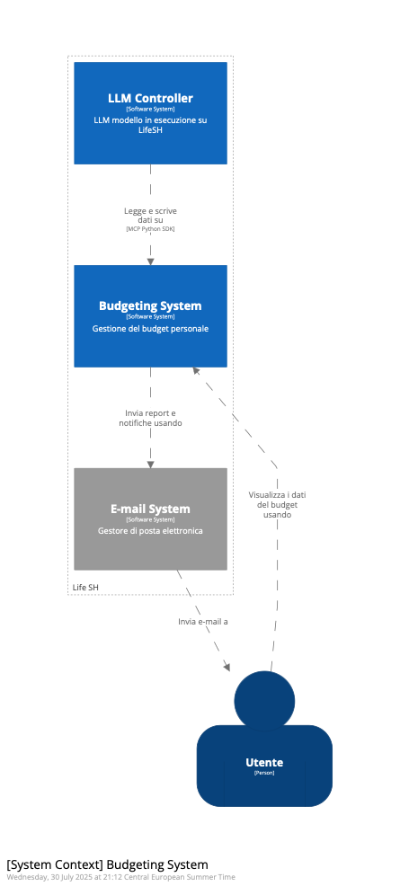 LLM Controller
[Software System]
LLM modello in esecuzione su
LifeSH
Legge e scrive
dati su
[MCP Python SDK]
Budgeting System
[Software System]
Gestione del budget personale
Invia report e
notifiche usando
E-mail System
[Software System]
Gestore di posta elettronica
Visualizza i dati
del budget
usando
Life SH
Invia e-mail a
Utente
[Person]
[System Context] Budgeting System
Wednesday, 30 July 2025 at 21:12 Central European Summer Time